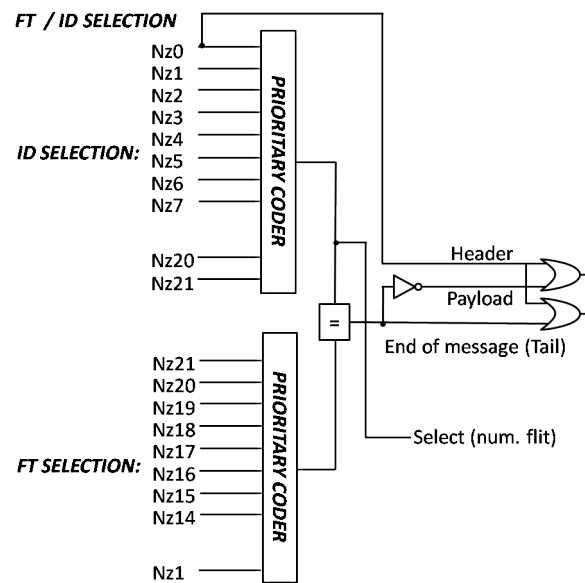 FT / ID SELECTION
Nz0
Nz1
Nz2
Nz3
Nz4
ID SELECTION:
Nz5
Nz6
Nz7
Nz20
Nz21
PRIORITARY CODER
Header
Payload
=
End of message (Tail)
Select (num. flit)
Nz21
Nz20
Nz19
Nz18
Nz17
FT SELECTION:
Nz16
Nz15
Nz14
Nz1
PRIORITARY CODER